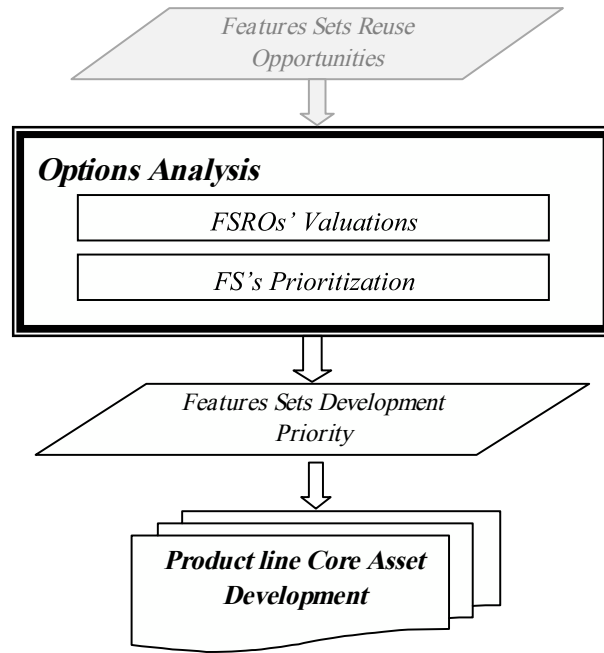 Features Sets Reuse
Opportunities
Options Analysis
FSROs’ Valuations
FS’s Prioritization
Features Sets Development
Priority
Product line Core Asset
Development